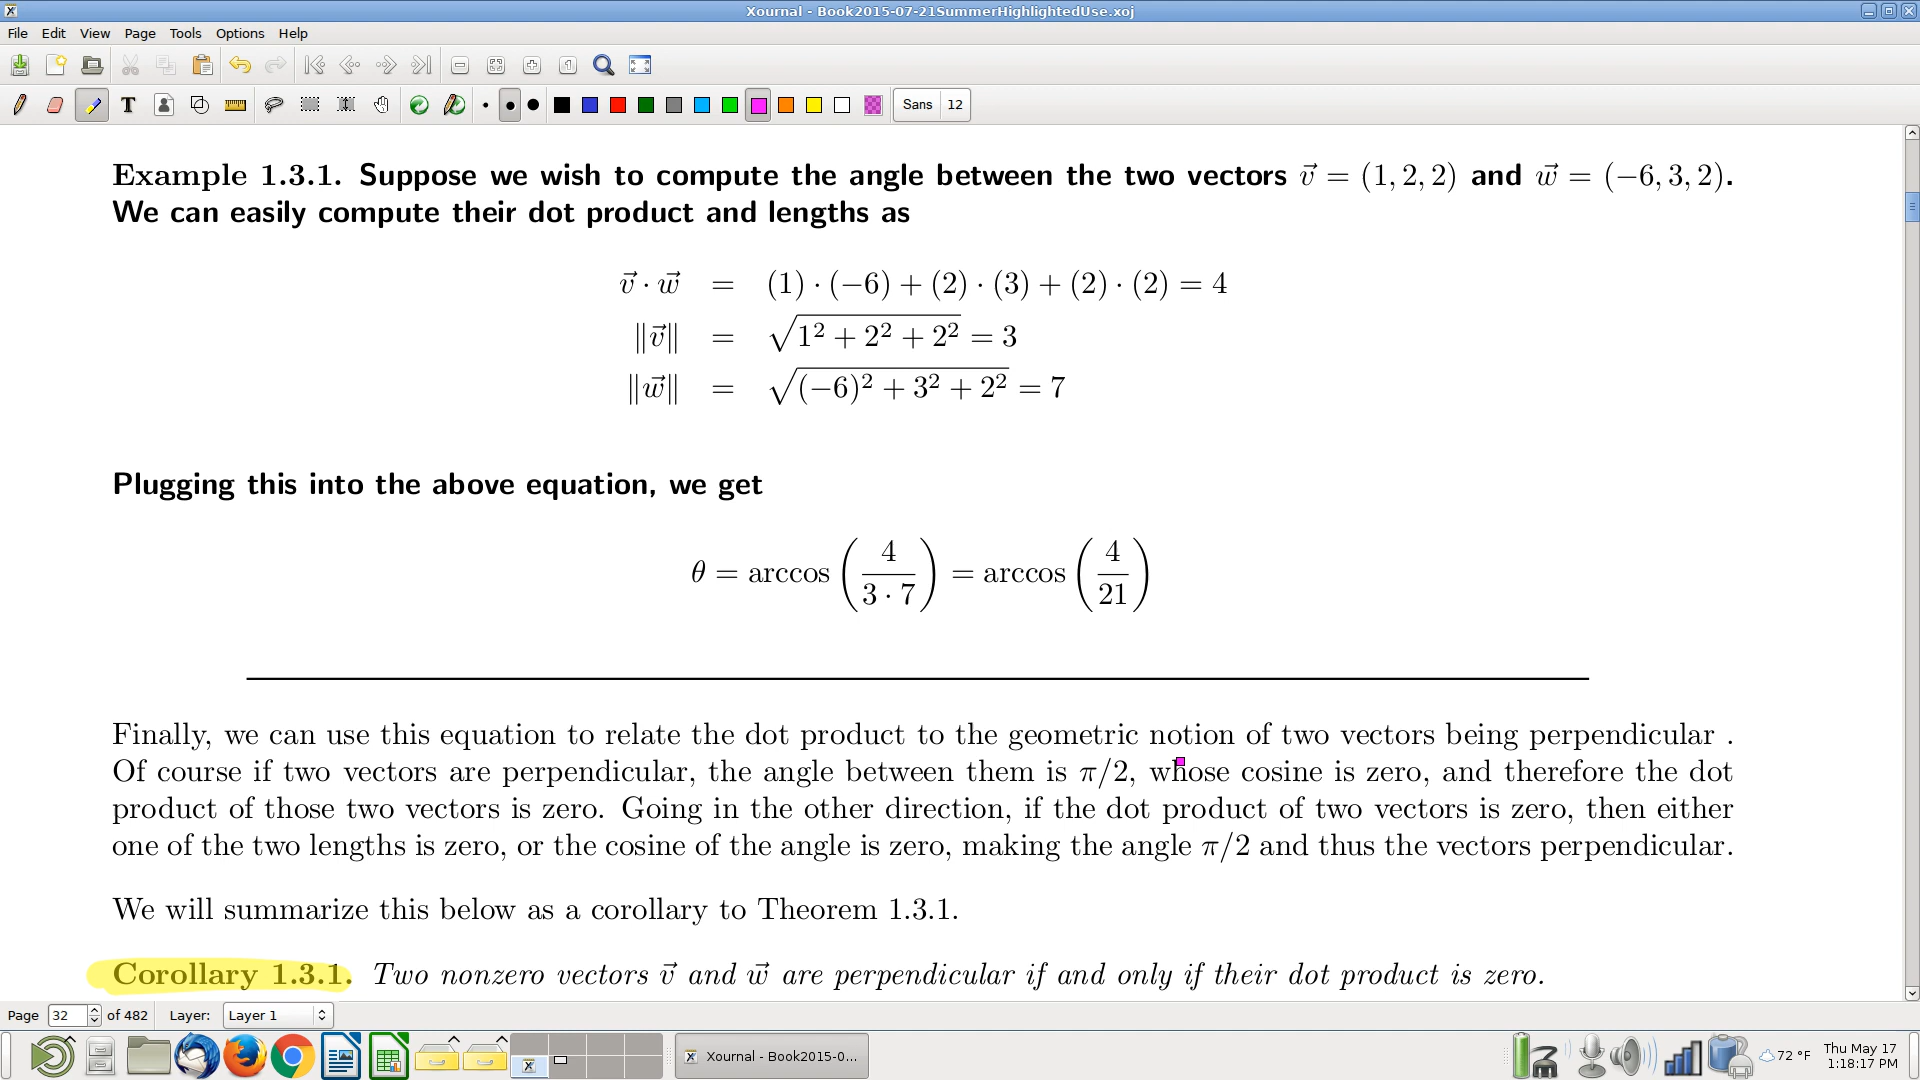 Xournal - Book2015-07-21SummerHighlightedUse.xoj
File Edit View Page Tools Options Help
Sans 12
Example 1.3.1. Suppose we wish to compute the angle between the two vectors v⃗ = (1, 2, 2) and w⃗ = (−6, 3, 2).
We can easily compute their dot product and lengths as
v⃗ · w⃗ = (1) · (−6) + (2) · (3) + (2) · (2) = 4
‖v⃗‖ = √(1² + 2² + 2²) = 3
‖w⃗‖ = √((−6)² + 3² + 2²) = 7
Plugging this into the above equation, we get
θ = arccos (4 / 3 · 7) = arccos (4 / 21)
Finally, we can use this equation to relate the dot product to the geometric notion of two vectors being perpendicular .
Of course if two vectors are perpendicular, the angle between them is π/2, whose cosine is zero, and therefore the dot
product of those two vectors is zero. Going in the other direction, if the dot product of two vectors is zero, then either
one of the two lengths is zero, or the cosine of the angle is zero, making the angle π/2 and thus the vectors perpendicular.
We will summarize this below as a corollary to Theorem 1.3.1.
Corollary 1.3.1. Two nonzero vectors v⃗ and w⃗ are perpendicular if and only if their dot product is zero.
Page 32 of 482 Layer: Layer 1
Xournal - Book2015-0...
72 °F
Thu May 17
1:18:17 PM